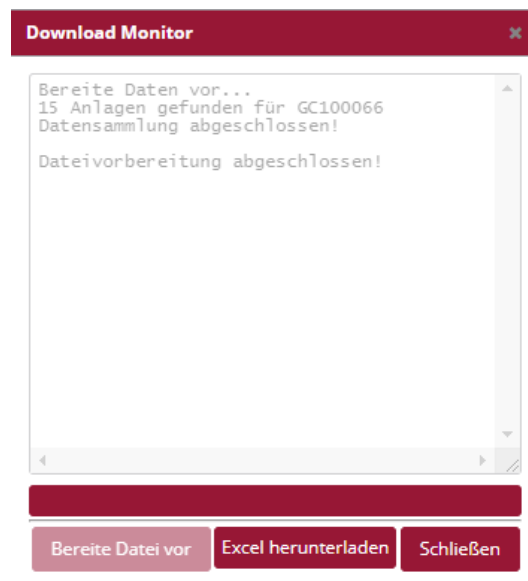 Download Monitor
Bereite Daten vor...
15 Anlagen gefunden für GC100066
Datensammlung abgeschlossen!
Dateivorbereitung abgeschlossen!
Bereite Datei vor
Excel herunterladen
Schließen